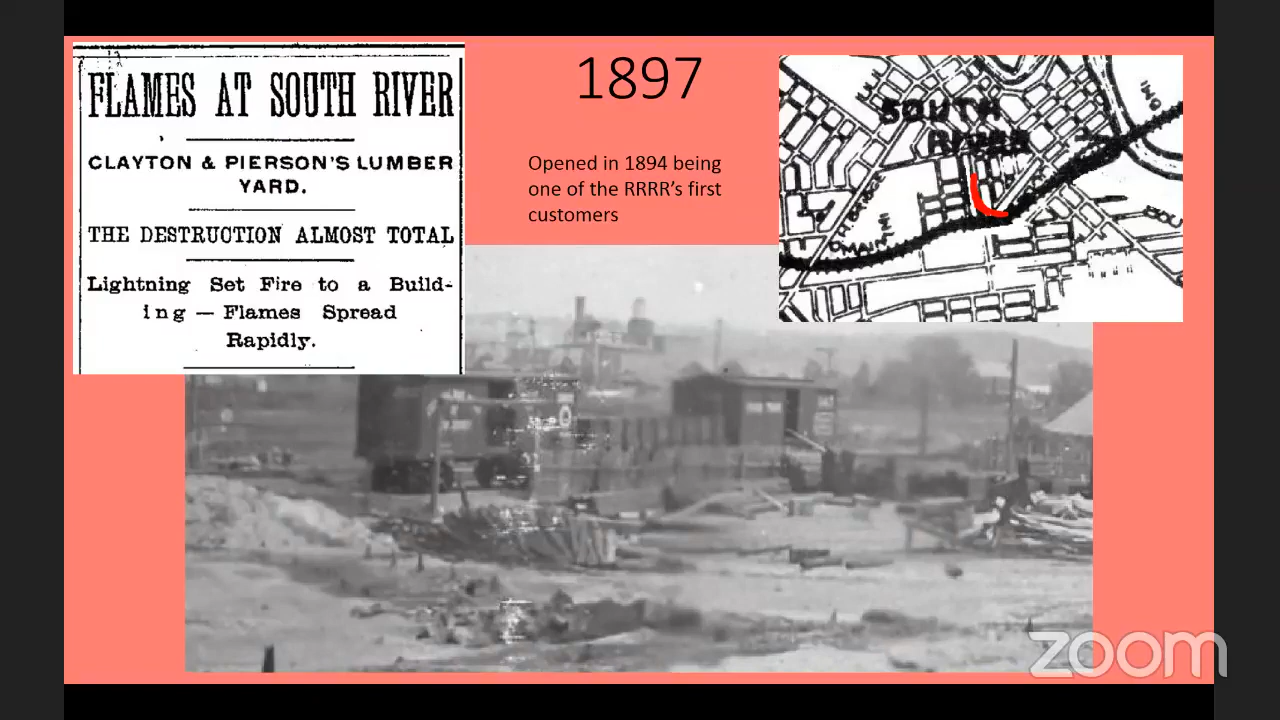 FLAMES AT SOUTH RIVER
CLAYTON & PIERSON'S LUMBER
YARD.
THE DESTRUCTION ALMOST TOTAL
Lightning Set Fire to a Build-
ing — Flames Spread
Rapidly.
1897
Opened in 1894 being
one of the RRRR's first
customers
SOUTH
RIVER
MAIN
zoom